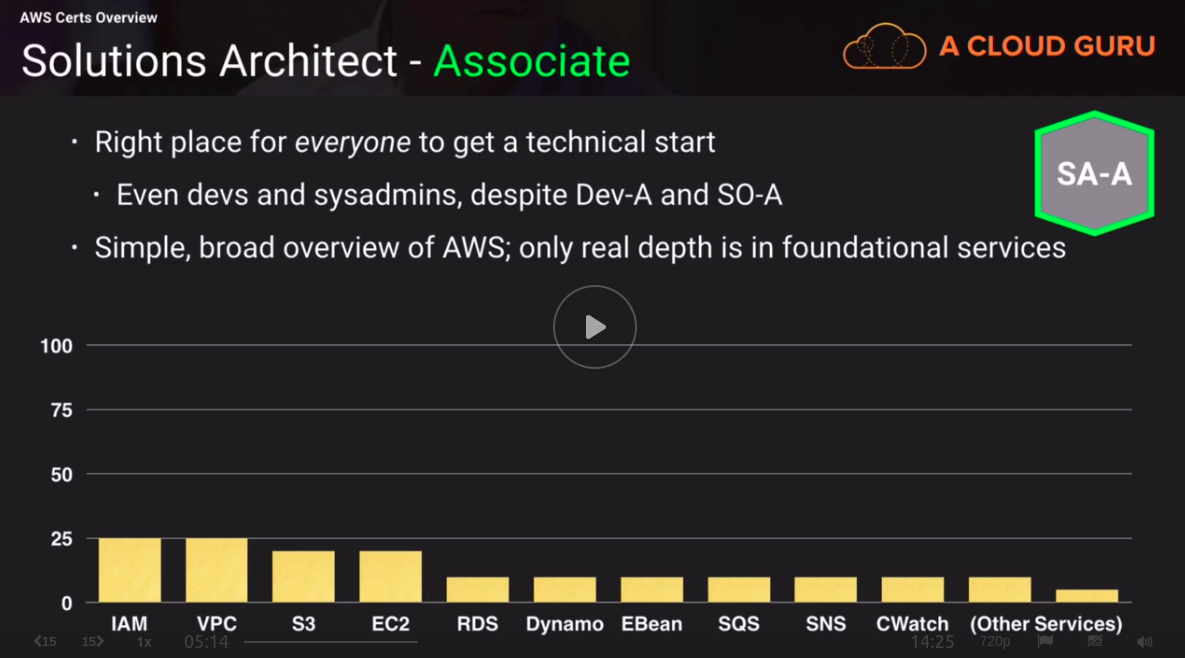 AWS Certs Overview
Solutions Architect - Associate
A CLOUD GURU
• Right place for everyone to get a technical start
SA-A
• Even devs and sysadmins, despite Dev-A and SO-A
• Simple, broad overview of AWS; only real depth is in foundational services
100
75
50
25
0
IAM VPC S3 EC2 RDS Dynamo EBean SQS SNS CWatch (Other Services)
15 15 1x 05:14 14:25 720p